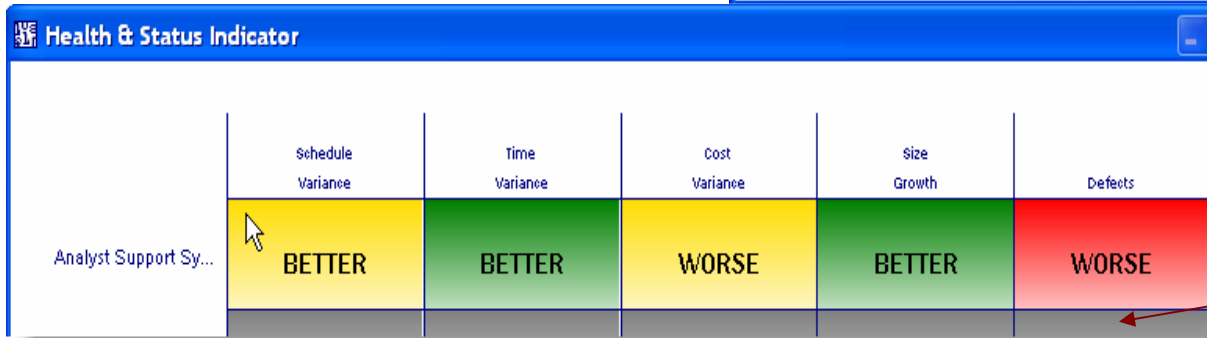 Health & Status Indicator
Schedule Variance
Time Variance
Cost Variance
Size Growth
Defects
Analyst Support Sy...
BETTER
BETTER
WORSE
BETTER
WORSE